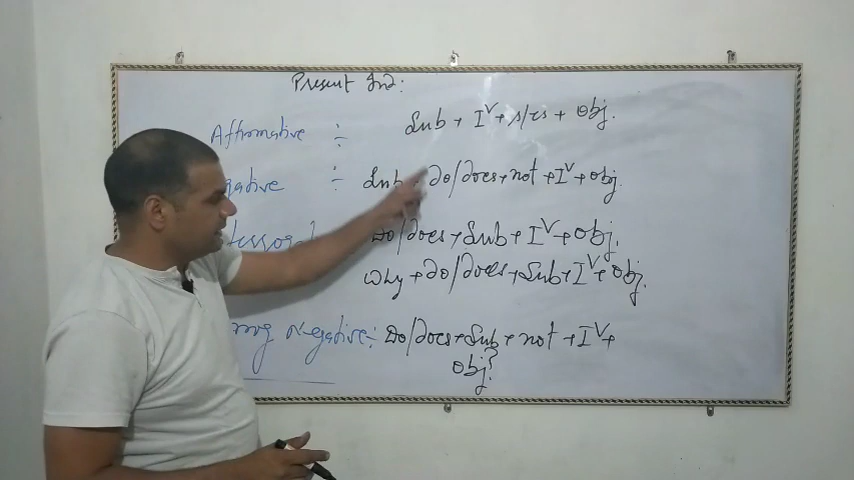 Present Ind:
Affirmative ÷ Sub + I^V + s/es + Obj.
gative ÷ Sub + Do/Does + not + I^V + Obj.
Do/Does + Sub + I^V + Obj.
Why + Do/Does + Sub + I^V + Obj.
Negative ÷ Do/Does + Sub + not + I^V +
Obj?